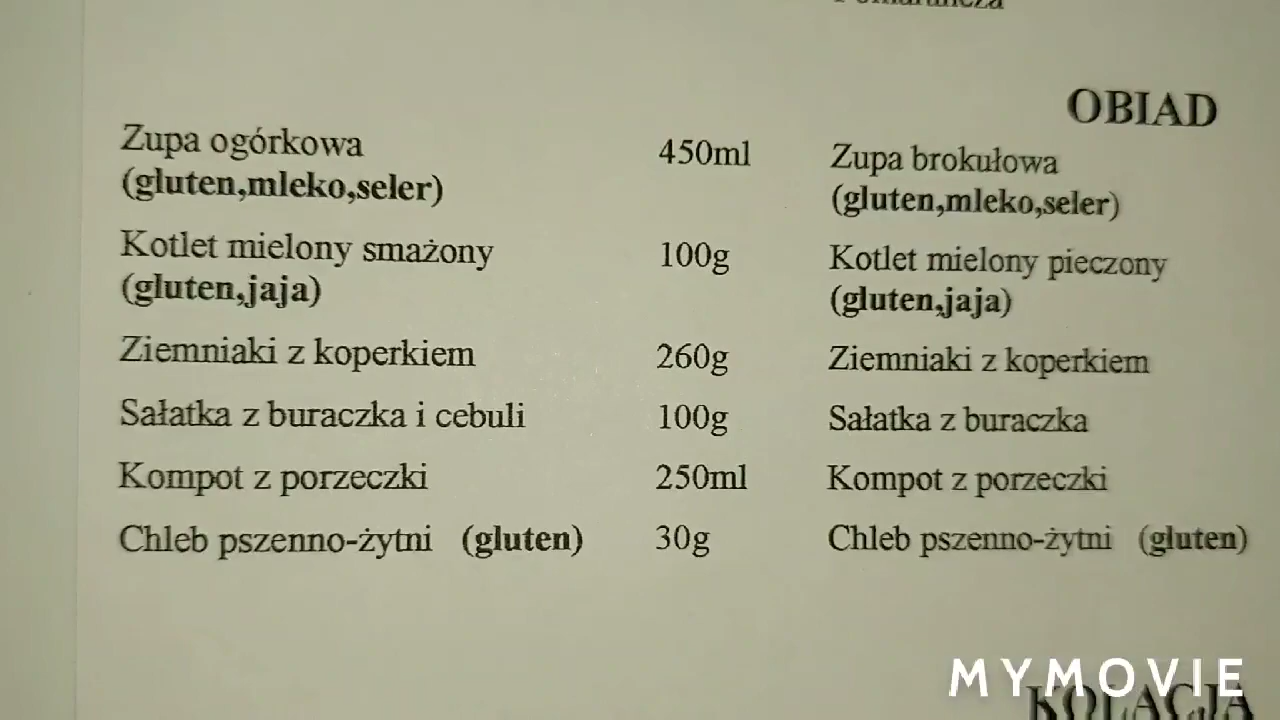 OBIAD
Zupa ogórkowa 450ml Zupa brokułowa
(gluten,mleko,seler) (gluten,mleko,seler)
Kotlet mielony smażony 100g Kotlet mielony pieczony
(gluten,jaja) (gluten,jaja)
Ziemniaki z koperkiem 260g Ziemniaki z koperkiem
Sałatka z buraczka i cebuli 100g Sałatka z buraczka
Kompot z porzeczki 250ml Kompot z porzeczki
Chleb pszenno-żytni (gluten) 30g Chleb pszenno-żytni (gluten)
MYMOVIE
KOLACJA